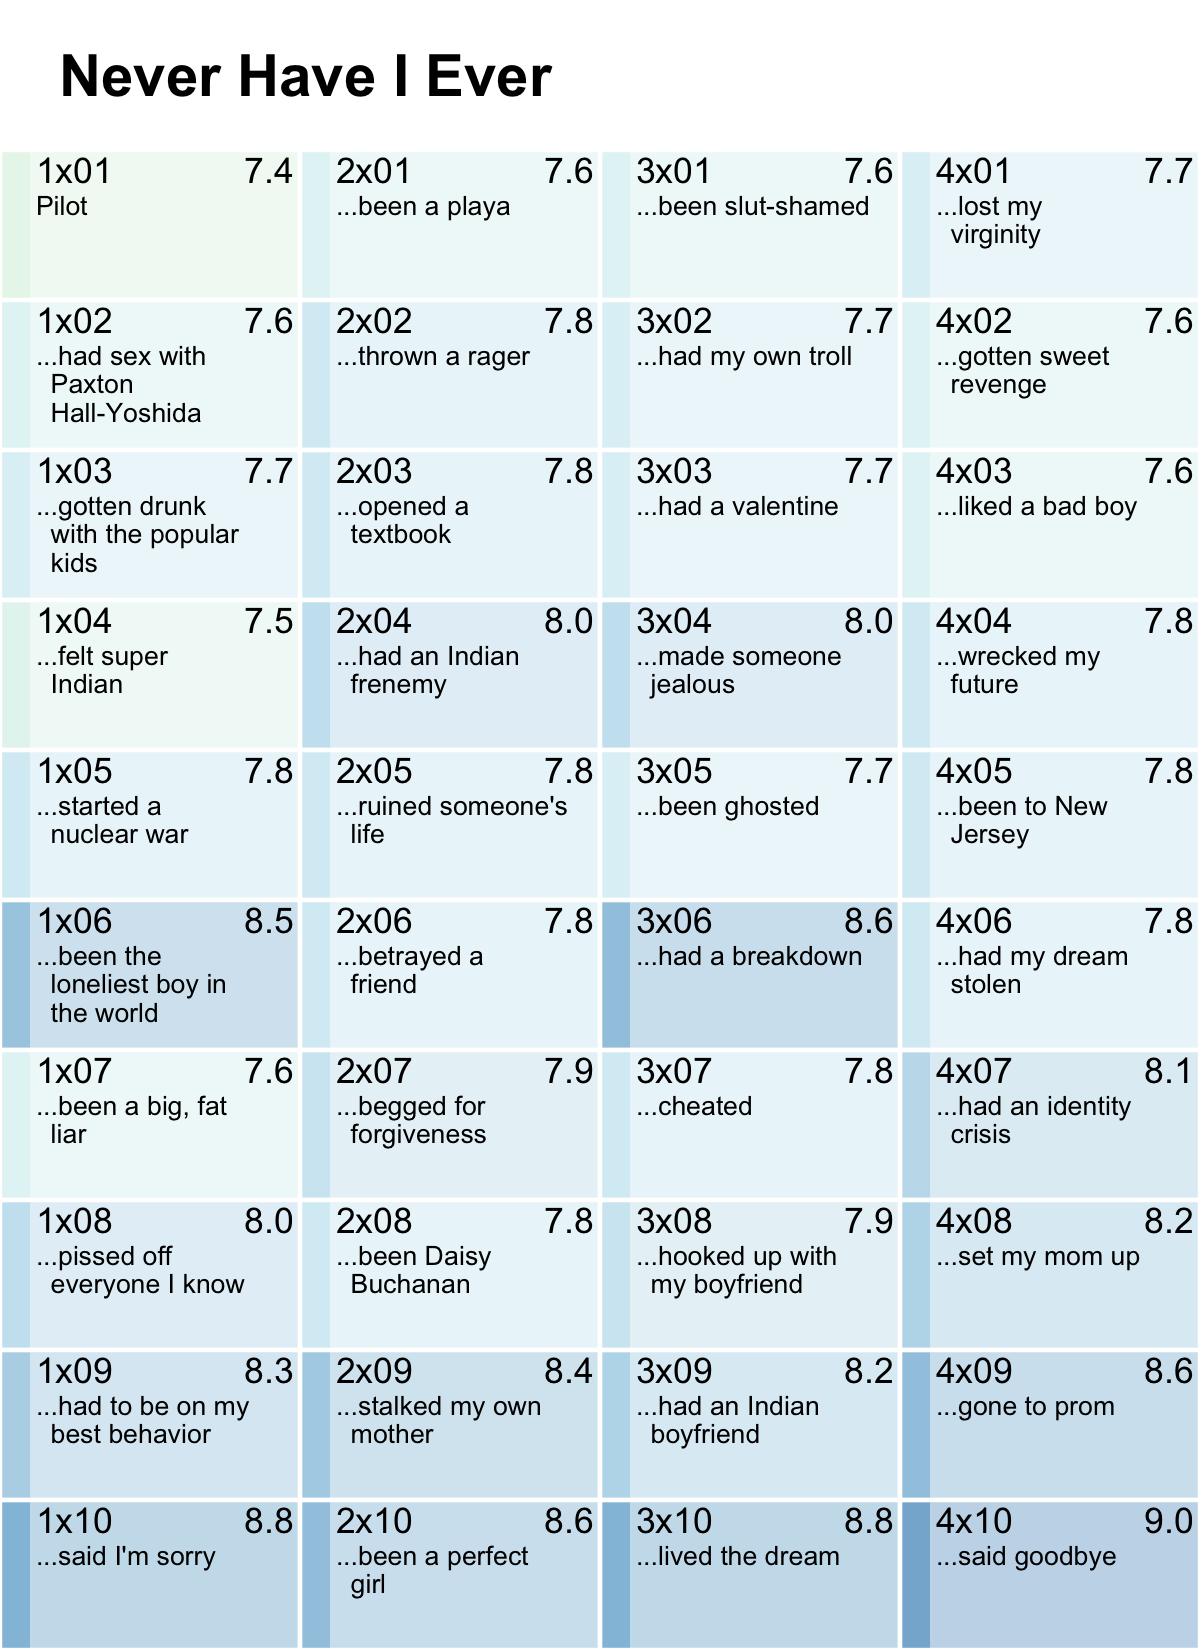 Never Have I Ever
1x01 7.4
Pilot
2x01 7.6
...been a playa
3x01 7.6
...been slut-shamed
4x01 7.7
...lost my
virginity
1x02 7.6
...had sex with
Paxton
Hall-Yoshida
2x02 7.8
...thrown a rager
3x02 7.7
...had my own troll
4x02 7.6
...gotten sweet
revenge
1x03 7.7
...gotten drunk
with the popular
kids
2x03 7.8
...opened a
textbook
3x03 7.7
...had a valentine
4x03 7.6
...liked a bad boy
1x04 7.5
...felt super
Indian
2x04 8.0
...had an Indian
frenemy
3x04 8.0
...made someone
jealous
4x04 7.8
...wrecked my
future
1x05 7.8
...started a
nuclear war
2x05 7.8
...ruined someone's
life
3x05 7.7
...been ghosted
4x05 7.8
...been to New
Jersey
1x06 8.5
...been the
loneliest boy in
the world
2x06 7.8
...betrayed a
friend
3x06 8.6
...had a breakdown
4x06 7.8
...had my dream
stolen
1x07 7.6
...been a big, fat
liar
2x07 7.9
...begged for
forgiveness
3x07 7.8
...cheated
4x07 8.1
...had an identity
crisis
1x08 8.0
...pissed off
everyone I know
2x08 7.8
...been Daisy
Buchanan
3x08 7.9
...hooked up with
my boyfriend
4x08 8.2
...set my mom up
1x09 8.3
...had to be on my
best behavior
2x09 8.4
...stalked my own
mother
3x09 8.2
...had an Indian
boyfriend
4x09 8.6
...gone to prom
1x10 8.8
...said I'm sorry
2x10 8.6
...been a perfect
girl
3x10 8.8
...lived the dream
4x10 9.0
...said goodbye